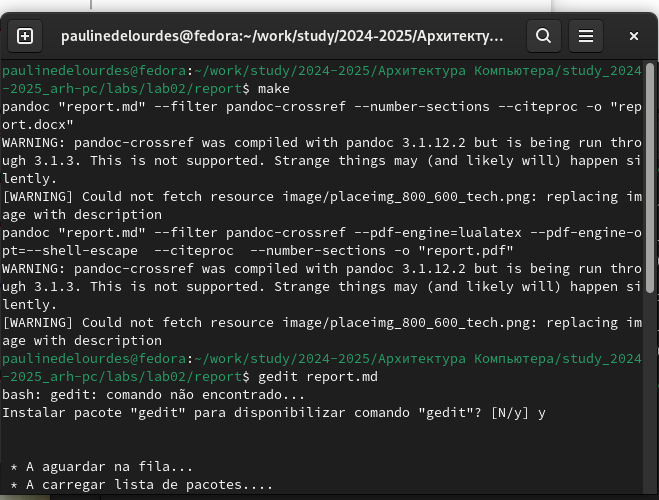 paulinedelourdes@fedora:~/work/study/2024-2025/Архитекту...
paulinedelourdes@fedora:~/work/study/2024-2025/Архитектура Компьютера/study_2024
-2025_arh-pc/labs/lab02/report$ make
pandoc "report.md" --filter pandoc-crossref --number-sections --citeproc -o "rep
ort.docx"
WARNING: pandoc-crossref was compiled with pandoc 3.1.12.2 but is being run thro
ugh 3.1.3. This is not supported. Strange things may (and likely will) happen si
lently.
[WARNING] Could not fetch resource image/placeimg_800_600_tech.png: replacing im
age with description
pandoc "report.md" --filter pandoc-crossref --pdf-engine=lualatex --pdf-engine-o
pt=--shell-escape  --citeproc  --number-sections -o "report.pdf"
WARNING: pandoc-crossref was compiled with pandoc 3.1.12.2 but is being run thro
ugh 3.1.3. This is not supported. Strange things may (and likely will) happen si
lently.
[WARNING] Could not fetch resource image/placeimg_800_600_tech.png: replacing im
age with description
paulinedelourdes@fedora:~/work/study/2024-2025/Архитектура Компьютера/study_2024
-2025_arh-pc/labs/lab02/report$ gedit report.md
bash: gedit: comando não encontrado...
Instalar pacote "gedit" para disponibilizar comando "gedit"? [N/y] y
* A aguardar na fila...
* A carregar lista de pacotes....